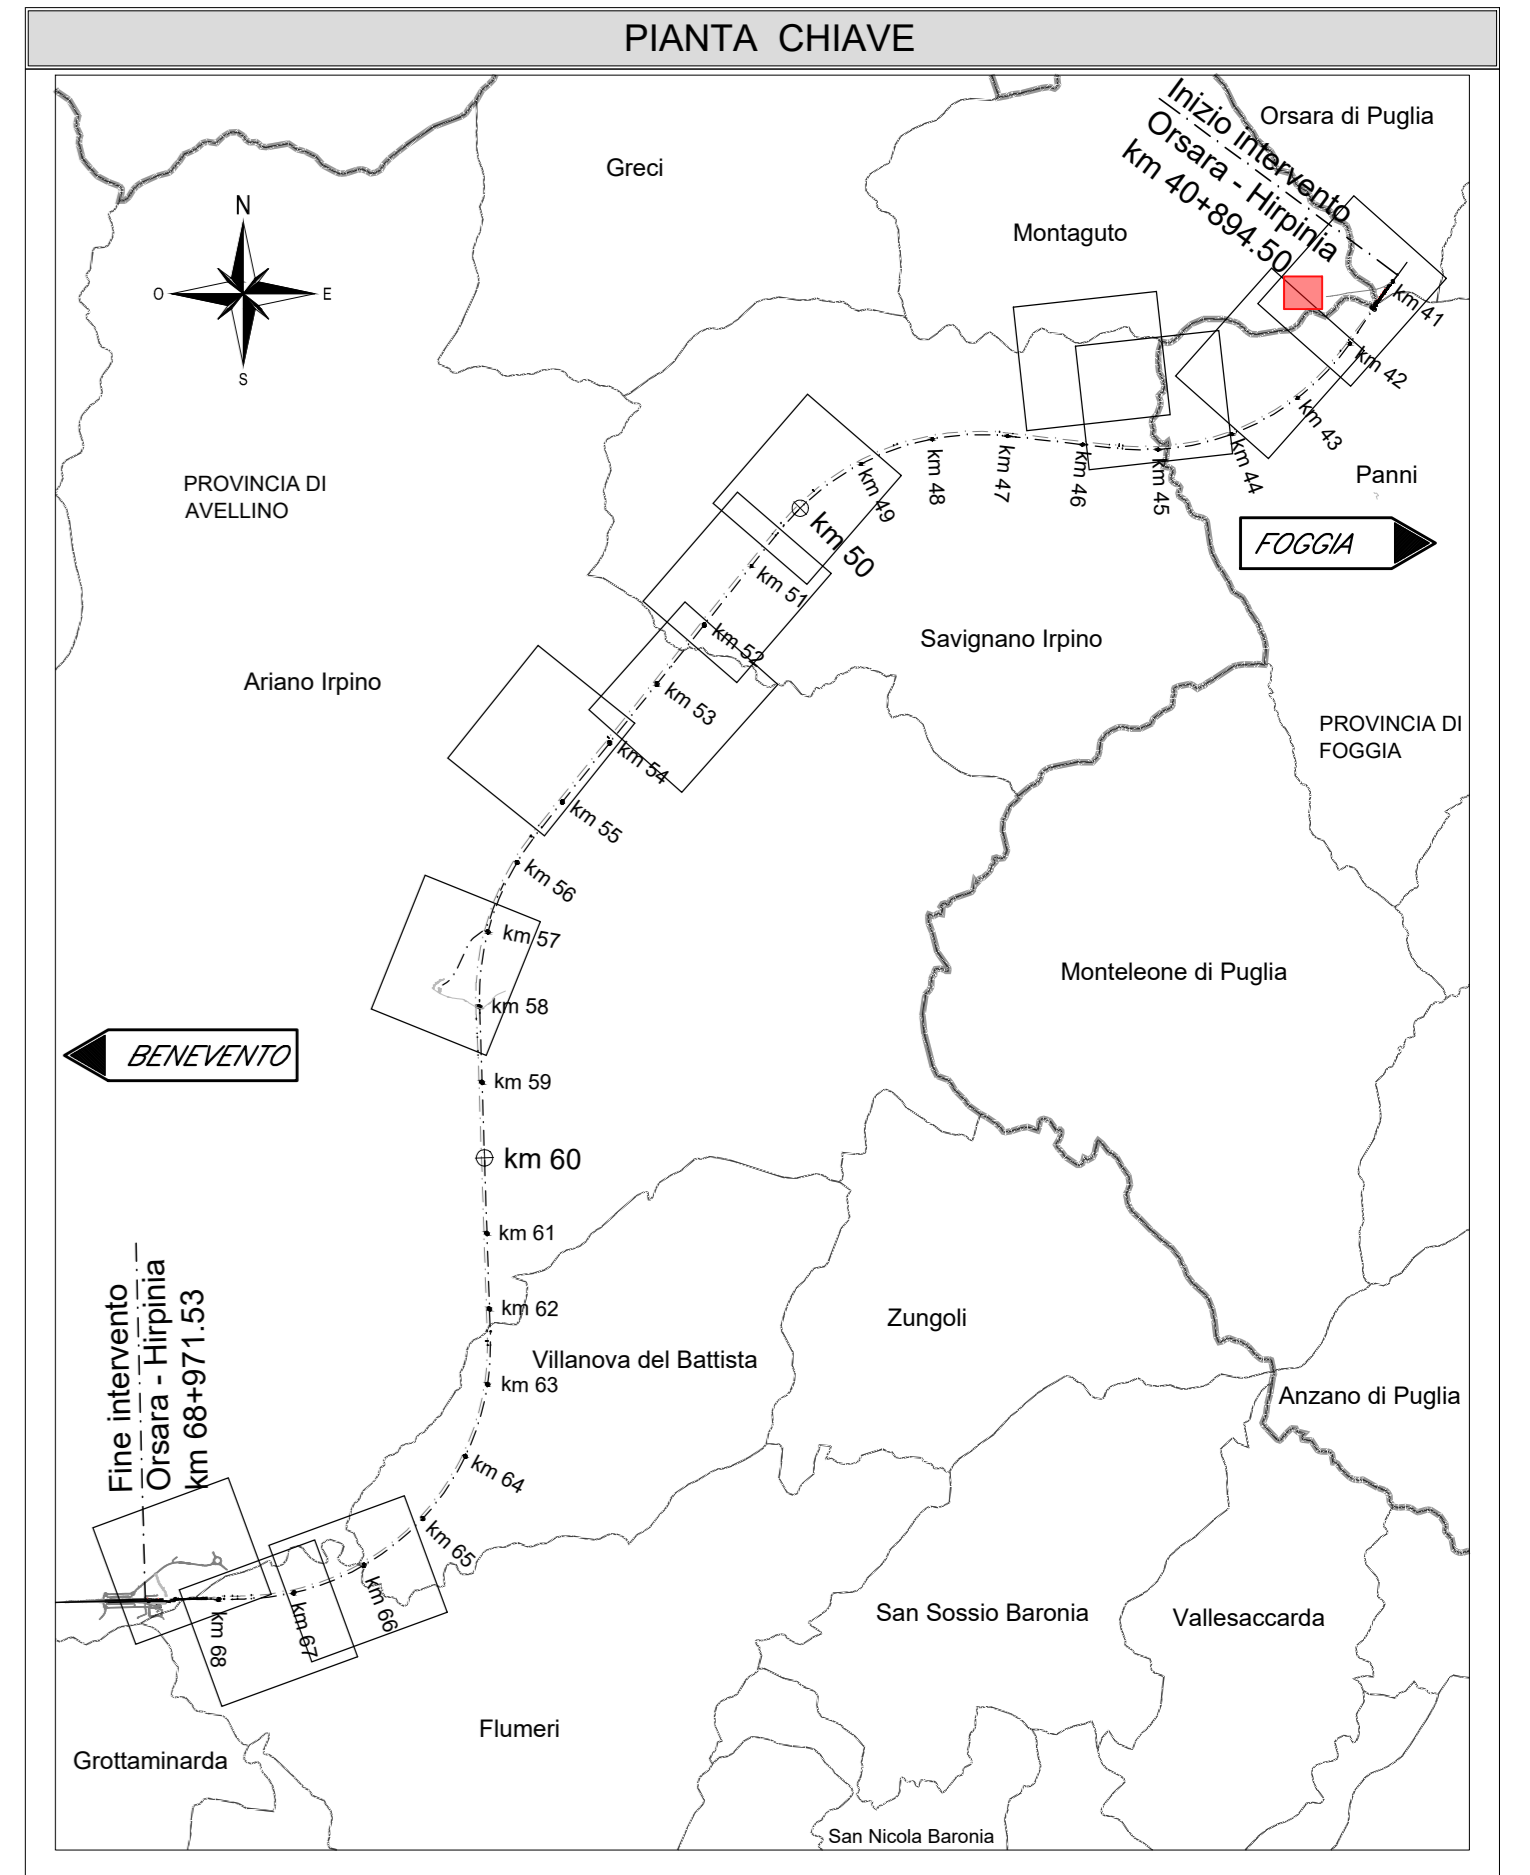 PIANTA CHIAVE
Orsara di Puglia
Inizio intervento
Orsara - Hirpinia
km 40+894.50
Greci
Montaguto
N
O
E
S
km 41
km 42
km 43
km 44
km 45
km 46
km 47
km 48
km 49
km 50
km 51
km 52
km 53
km 54
km 55
km 56
km 57
km 58
km 59
km 60
km 61
km 62
km 63
km 64
km 65
km 66
km 67
km 68
Panni
PROVINCIA DI
AVELLINO
FOGGIA
Savignano Irpino
Ariano Irpino
PROVINCIA DI
FOGGIA
Monteleone di Puglia
BENEVENTO
Zungoli
Villanova del Battista
Anzano di Puglia
Fine intervento
Orsara - Hirpinia
km 68+971.53
San Sossio Baronia
Vallesaccarda
Flumeri
Grottaminarda
San Nicola Baronia